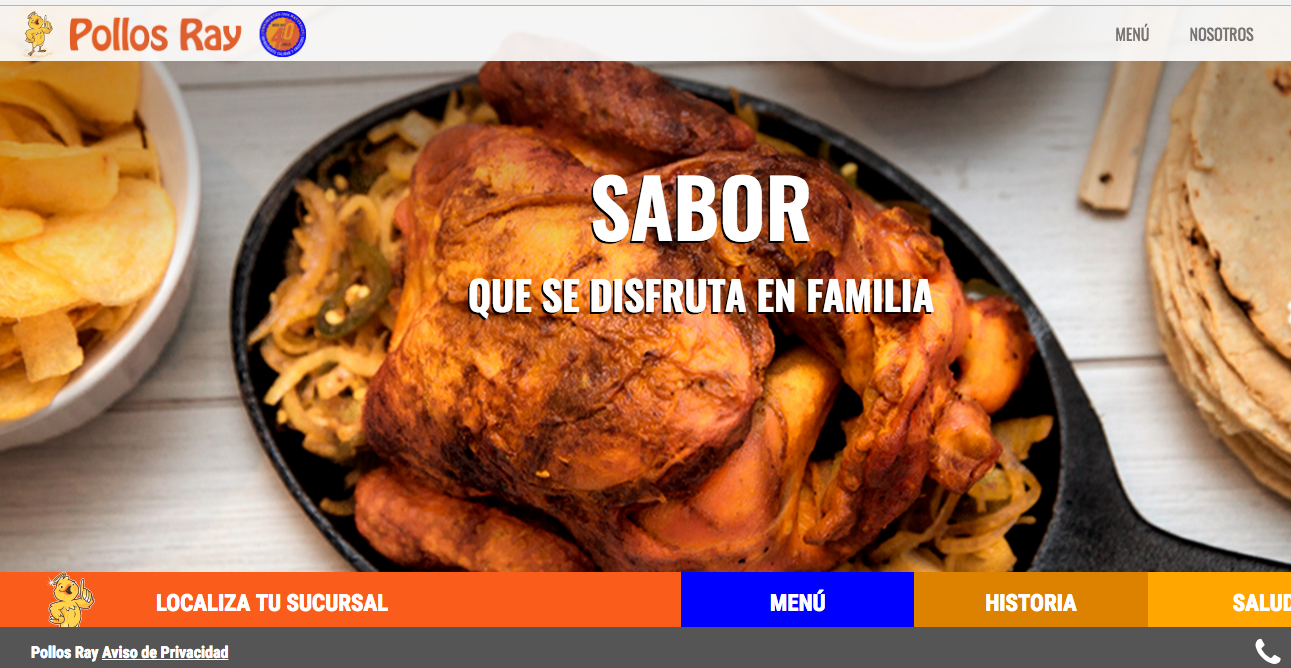 Pollos Ray
40
MENÚ
NOSOTROS
SABOR
QUE SE DISFRUTA EN FAMILIA
LOCALIZA TU SUCURSAL
MENÚ
HISTORIA
SALUD
Pollos Ray Aviso de Privacidad